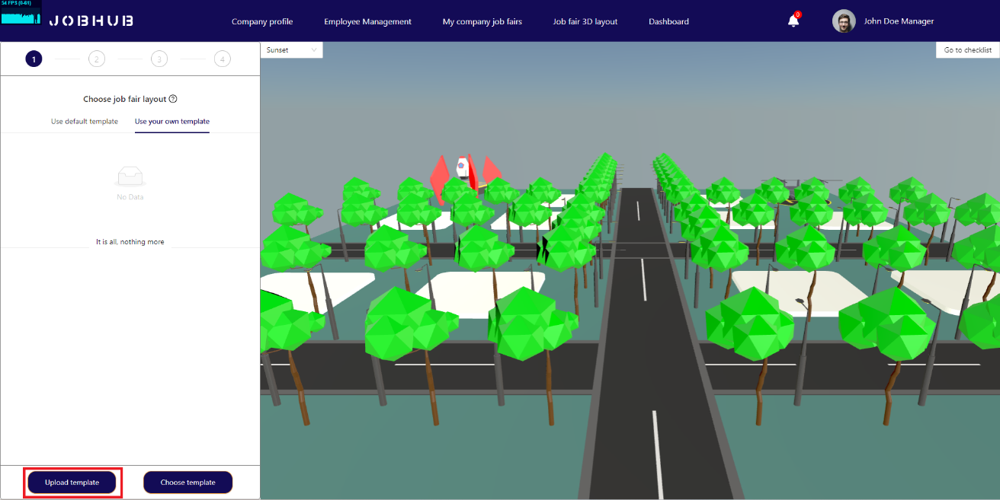 54 FPS (0-61)
JOBHUB
Company profile
Employee Management
My company job fairs
Job fair 3D layout
Dashboard
0
John Doe Manager
1
2
3
4
Sunset
Go to checklist
Choose job fair layout
Use default template
Use your own template
No Data
It is all, nothing more
Upload template
Choose template